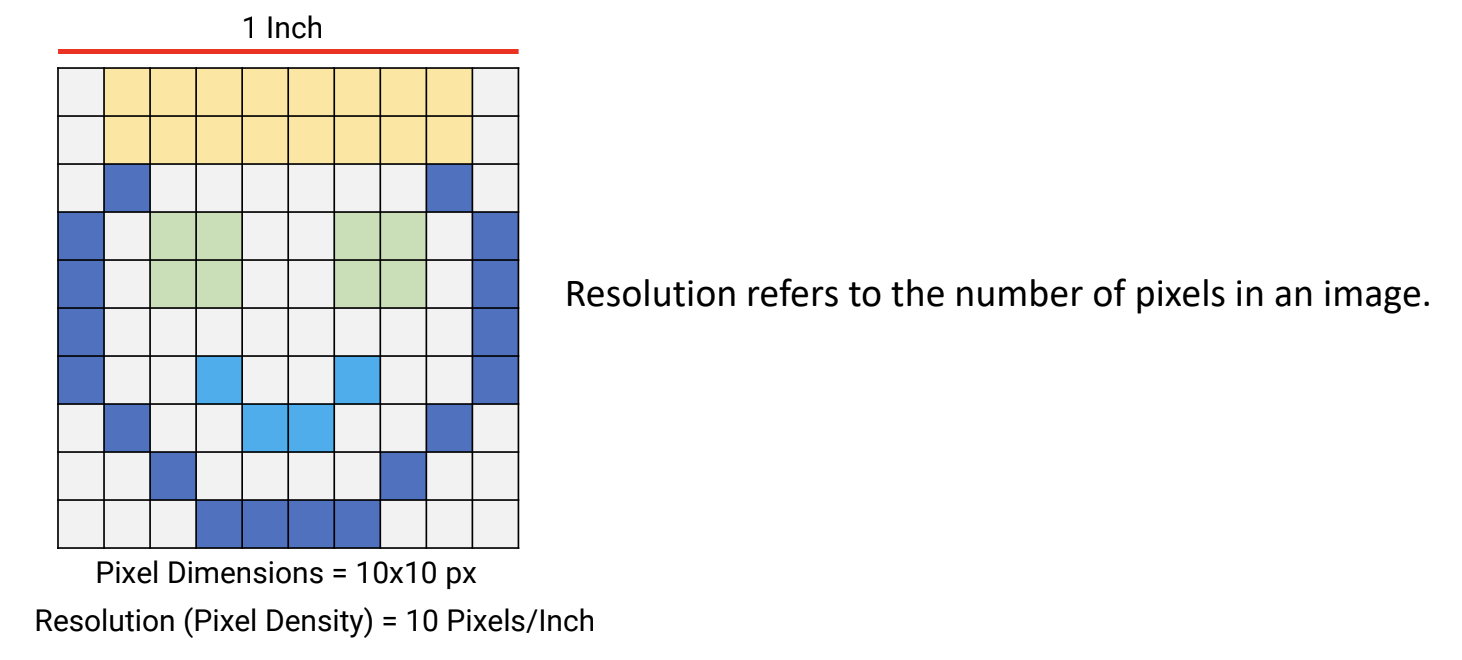 1 Inch
Resolution refers to the number of pixels in an image.
Pixel Dimensions = 10x10 px
Resolution (Pixel Density) = 10 Pixels/Inch